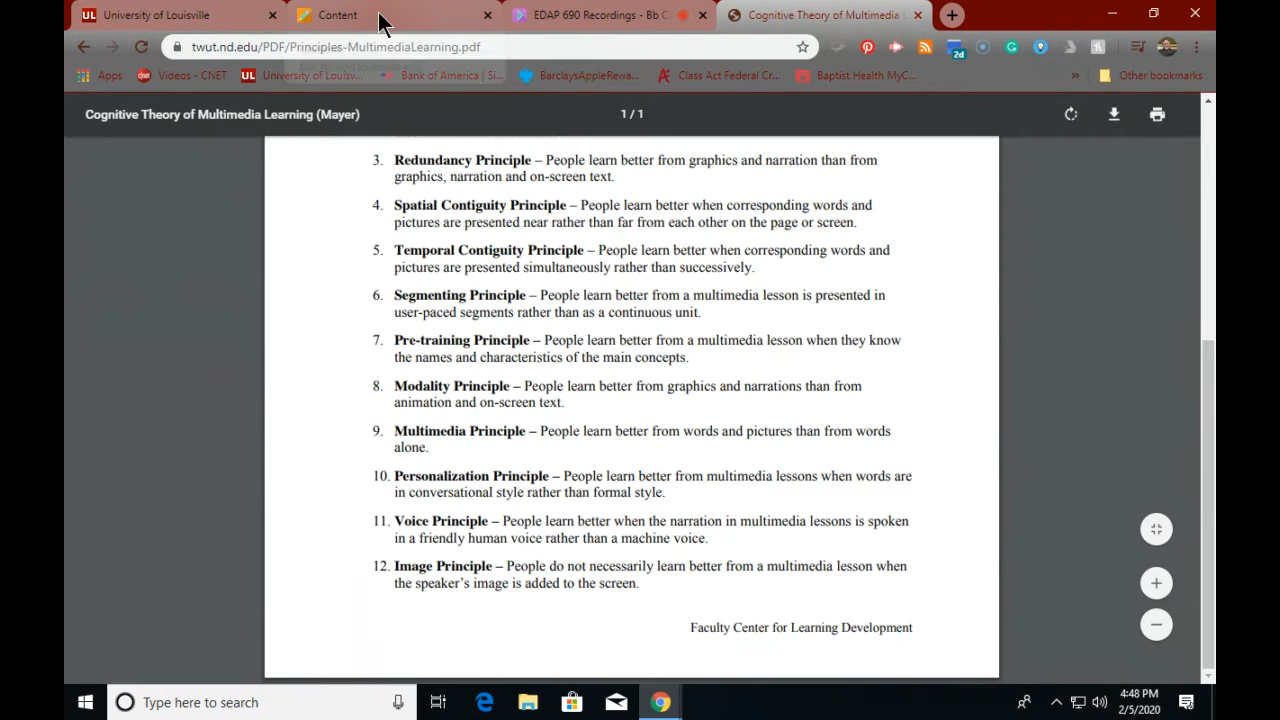 University of Louisville
Content
EDAP 690 Recordings - Bb C
Cognitive Theory of Multimedia
twut.nd.edu/PDF/Principles-MultimediaLearning.pdf
2d
Apps
Videos - CNET
University of Louisv...
Bank of America | Si...
BarclaysAppleRewa...
Class Act Federal Cr...
Baptist Health MyC...
»
Other bookmarks
Cognitive Theory of Multimedia Learning (Mayer)
1 / 1
3. Redundancy Principle – People learn better from graphics and narration than from
graphics, narration and on-screen text.
4. Spatial Contiguity Principle – People learn better when corresponding words and
pictures are presented near rather than far from each other on the page or screen.
5. Temporal Contiguity Principle – People learn better when corresponding words and
pictures are presented simultaneously rather than successively.
6. Segmenting Principle – People learn better from a multimedia lesson is presented in
user-paced segments rather than as a continuous unit.
7. Pre-training Principle – People learn better from a multimedia lesson when they know
the names and characteristics of the main concepts.
8. Modality Principle – People learn better from graphics and narrations than from
animation and on-screen text.
9. Multimedia Principle – People learn better from words and pictures than from words
alone.
10. Personalization Principle – People learn better from multimedia lessons when words are
in conversational style rather than formal style.
11. Voice Principle – People learn better when the narration in multimedia lessons is spoken
in a friendly human voice rather than a machine voice.
12. Image Principle – People do not necessarily learn better from a multimedia lesson when
the speaker's image is added to the screen.
Faculty Center for Learning Development
Type here to search
4:48 PM
2/5/2020